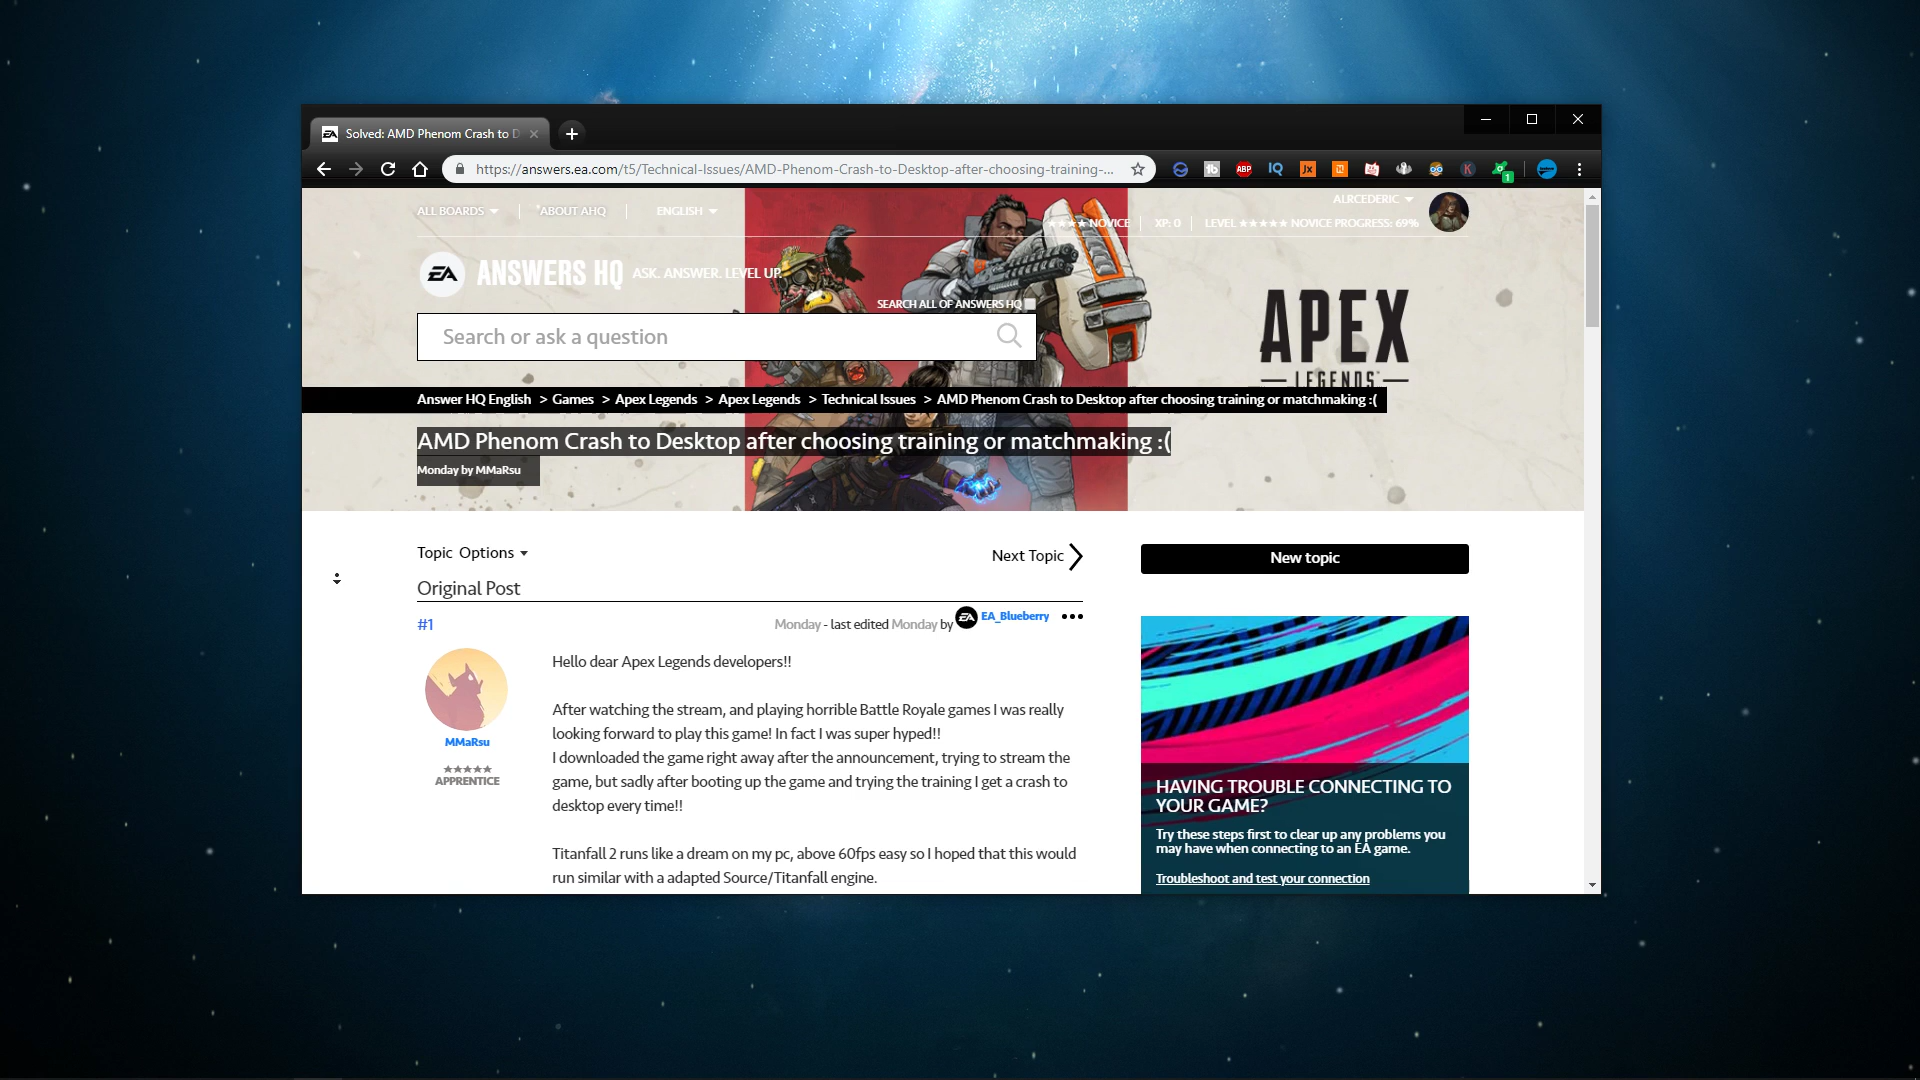 Solved: AMD Phenom Crash to D
https://answers.ea.com/t5/Technical-Issues/AMD-Phenom-Crash-to-Desktop-after-choosing-training-...
ABP
IQ
Jx
K
1
ALL BOARDS
ABOUT AHQ
ENGLISH
ALRCEDERIC
★★★★ NOVICE
XP: 0
LEVEL ★★★★★ NOVICE PROGRESS: 69%
EA
ANSWERS HQ
ASK. ANSWER. LEVEL UP.
SEARCH ALL OF ANSWERS HQ
Search or ask a question
APEX
LEGENDS
Answer HQ English > Games > Apex Legends > Apex Legends > Technical Issues > AMD Phenom Crash to Desktop after choosing training or matchmaking :(
AMD Phenom Crash to Desktop after choosing training or matchmaking :(
Monday by MMaRsu
Topic Options
Next Topic
New topic
Original Post
#1
Monday - last edited Monday by EA EA_Blueberry
MMaRsu
★★★★★
APPRENTICE
Hello dear Apex Legends developers!!
After watching the stream, and playing horrible Battle Royale games I was really
looking forward to play this game! In fact I was super hyped!!
I downloaded the game right away after the announcement, trying to stream the
game, but sadly after booting up the game and trying the training I get a crash to
desktop every time!!
Titanfall 2 runs like a dream on my pc, above 60fps easy so I hoped that this would
run similar with a adapted Source/Titanfall engine.
HAVING TROUBLE CONNECTING TO
YOUR GAME?
Try these steps first to clear up any problems you
may have when connecting to an EA game.
Troubleshoot and test your connection